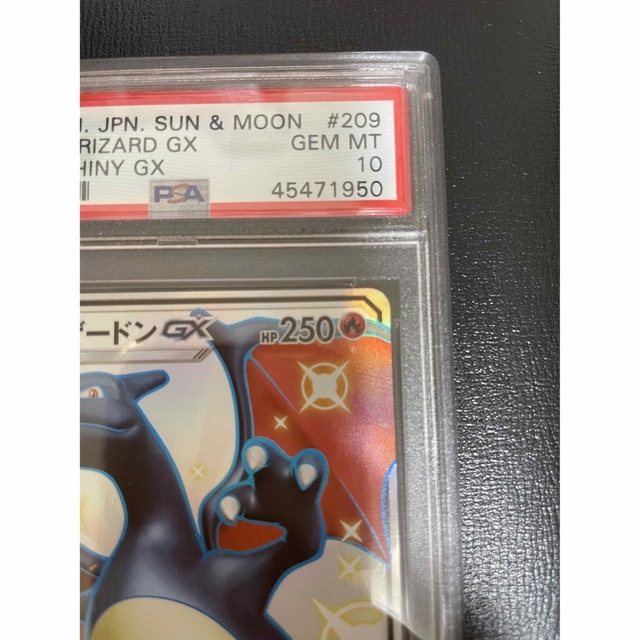 . JPN. SUN & MOON #209
RIZARD GX GEM MT
HINY GX 10
PSA 45471950
ードンGX HP250